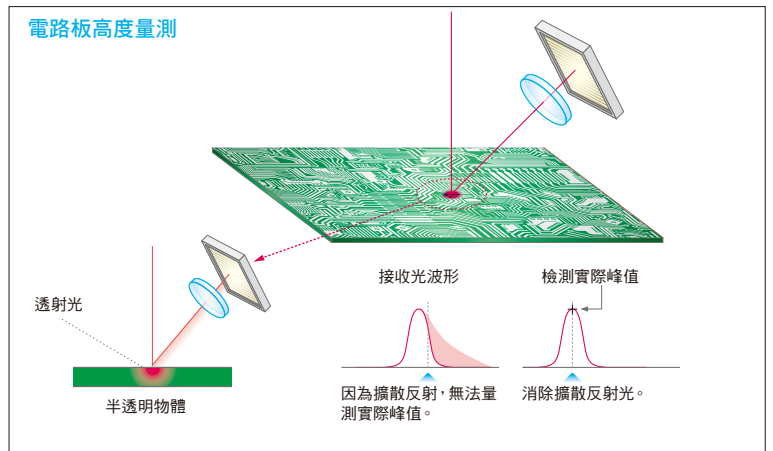 電路板高度量測
接收光波形
檢測實際峰值
透射光
半透明物體
因為擴散反射，無法量
測實際峰值。
消除擴散反射光。